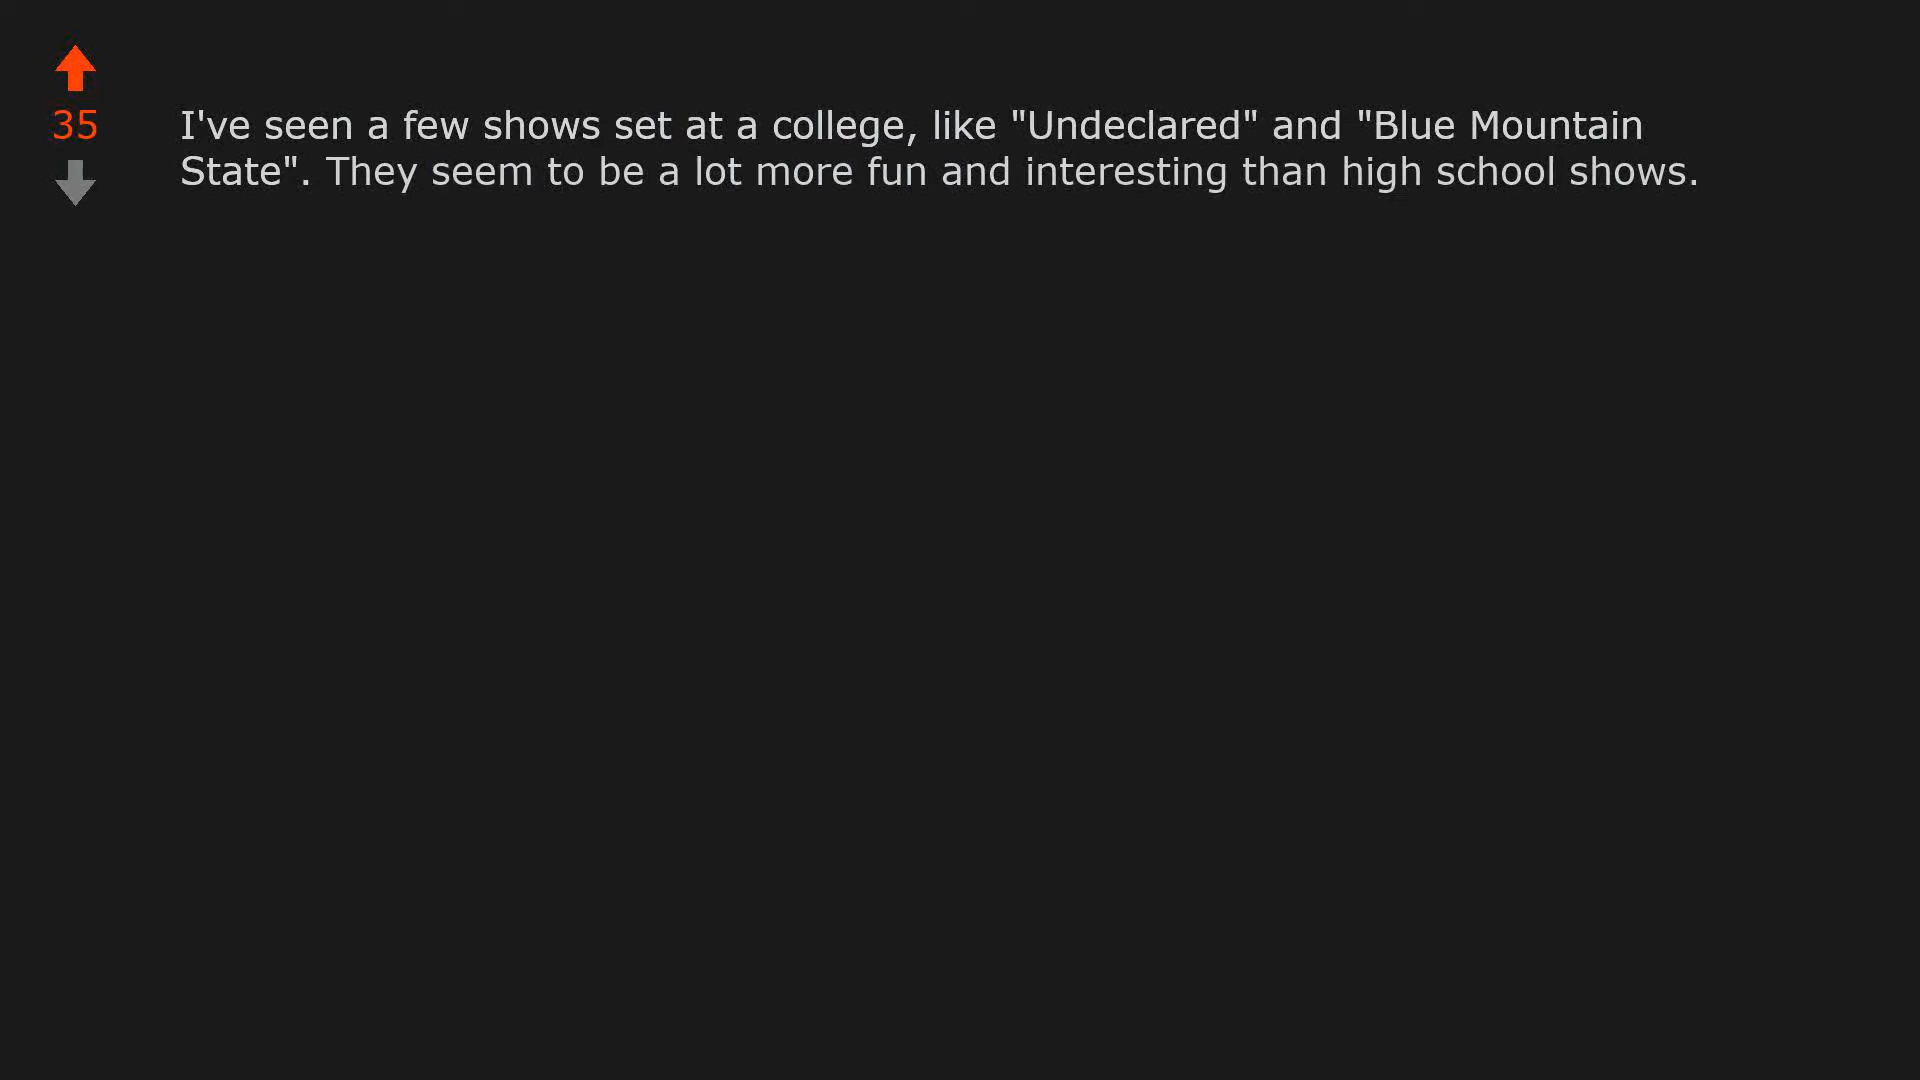 35
I've seen a few shows set at a college, like "Undeclared" and "Blue Mountain
State". They seem to be a lot more fun and interesting than high school shows.